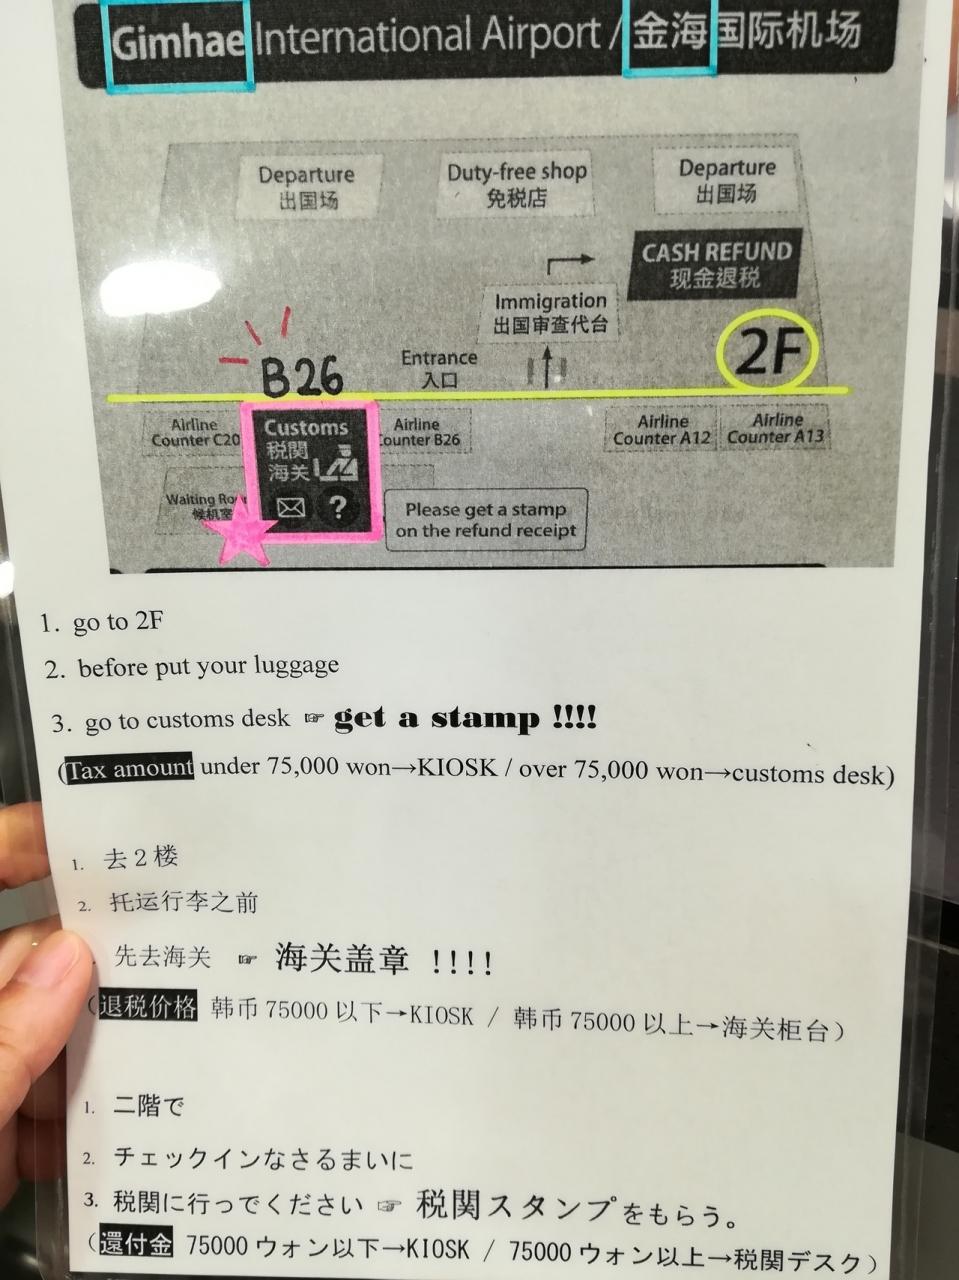 Gimhae International Airport / 金海国际机场
Departure
出国场
Duty-free shop
免税店
Departure
出国场
CASH REFUND
现金退税
Immigration
出国审查代台
2F
Entrance
入口
B26
Airline
Counter C20
Customs
税関
海关
?
Airline
ounter B26
Airline
Counter A12
Airline
Counter A13
Waiting
候机室
Please get a stamp
on the refund receipt
1. go to 2F
2. before put your luggage
3. go to customs desk ☞ get a stamp !!!!
(Tax amount under 75,000 won→KIOSK / over 75,000 won→customs desk)
1. 去2楼
2. 托运行李之前
. 先去海关 ☞ 海关盖章 !!!!
(退税价格 韩币 75000 以下→KIOSK / 韩币 75000 以上→海关柜台)
1. 二階で
2. チェックインなさるまいに
3. 税関に行っでください ☞ 税関スタンプをもらう。
(還付金 75000 ウォン以下→KIOSK / 75000 ウォン以上→税関デスク)